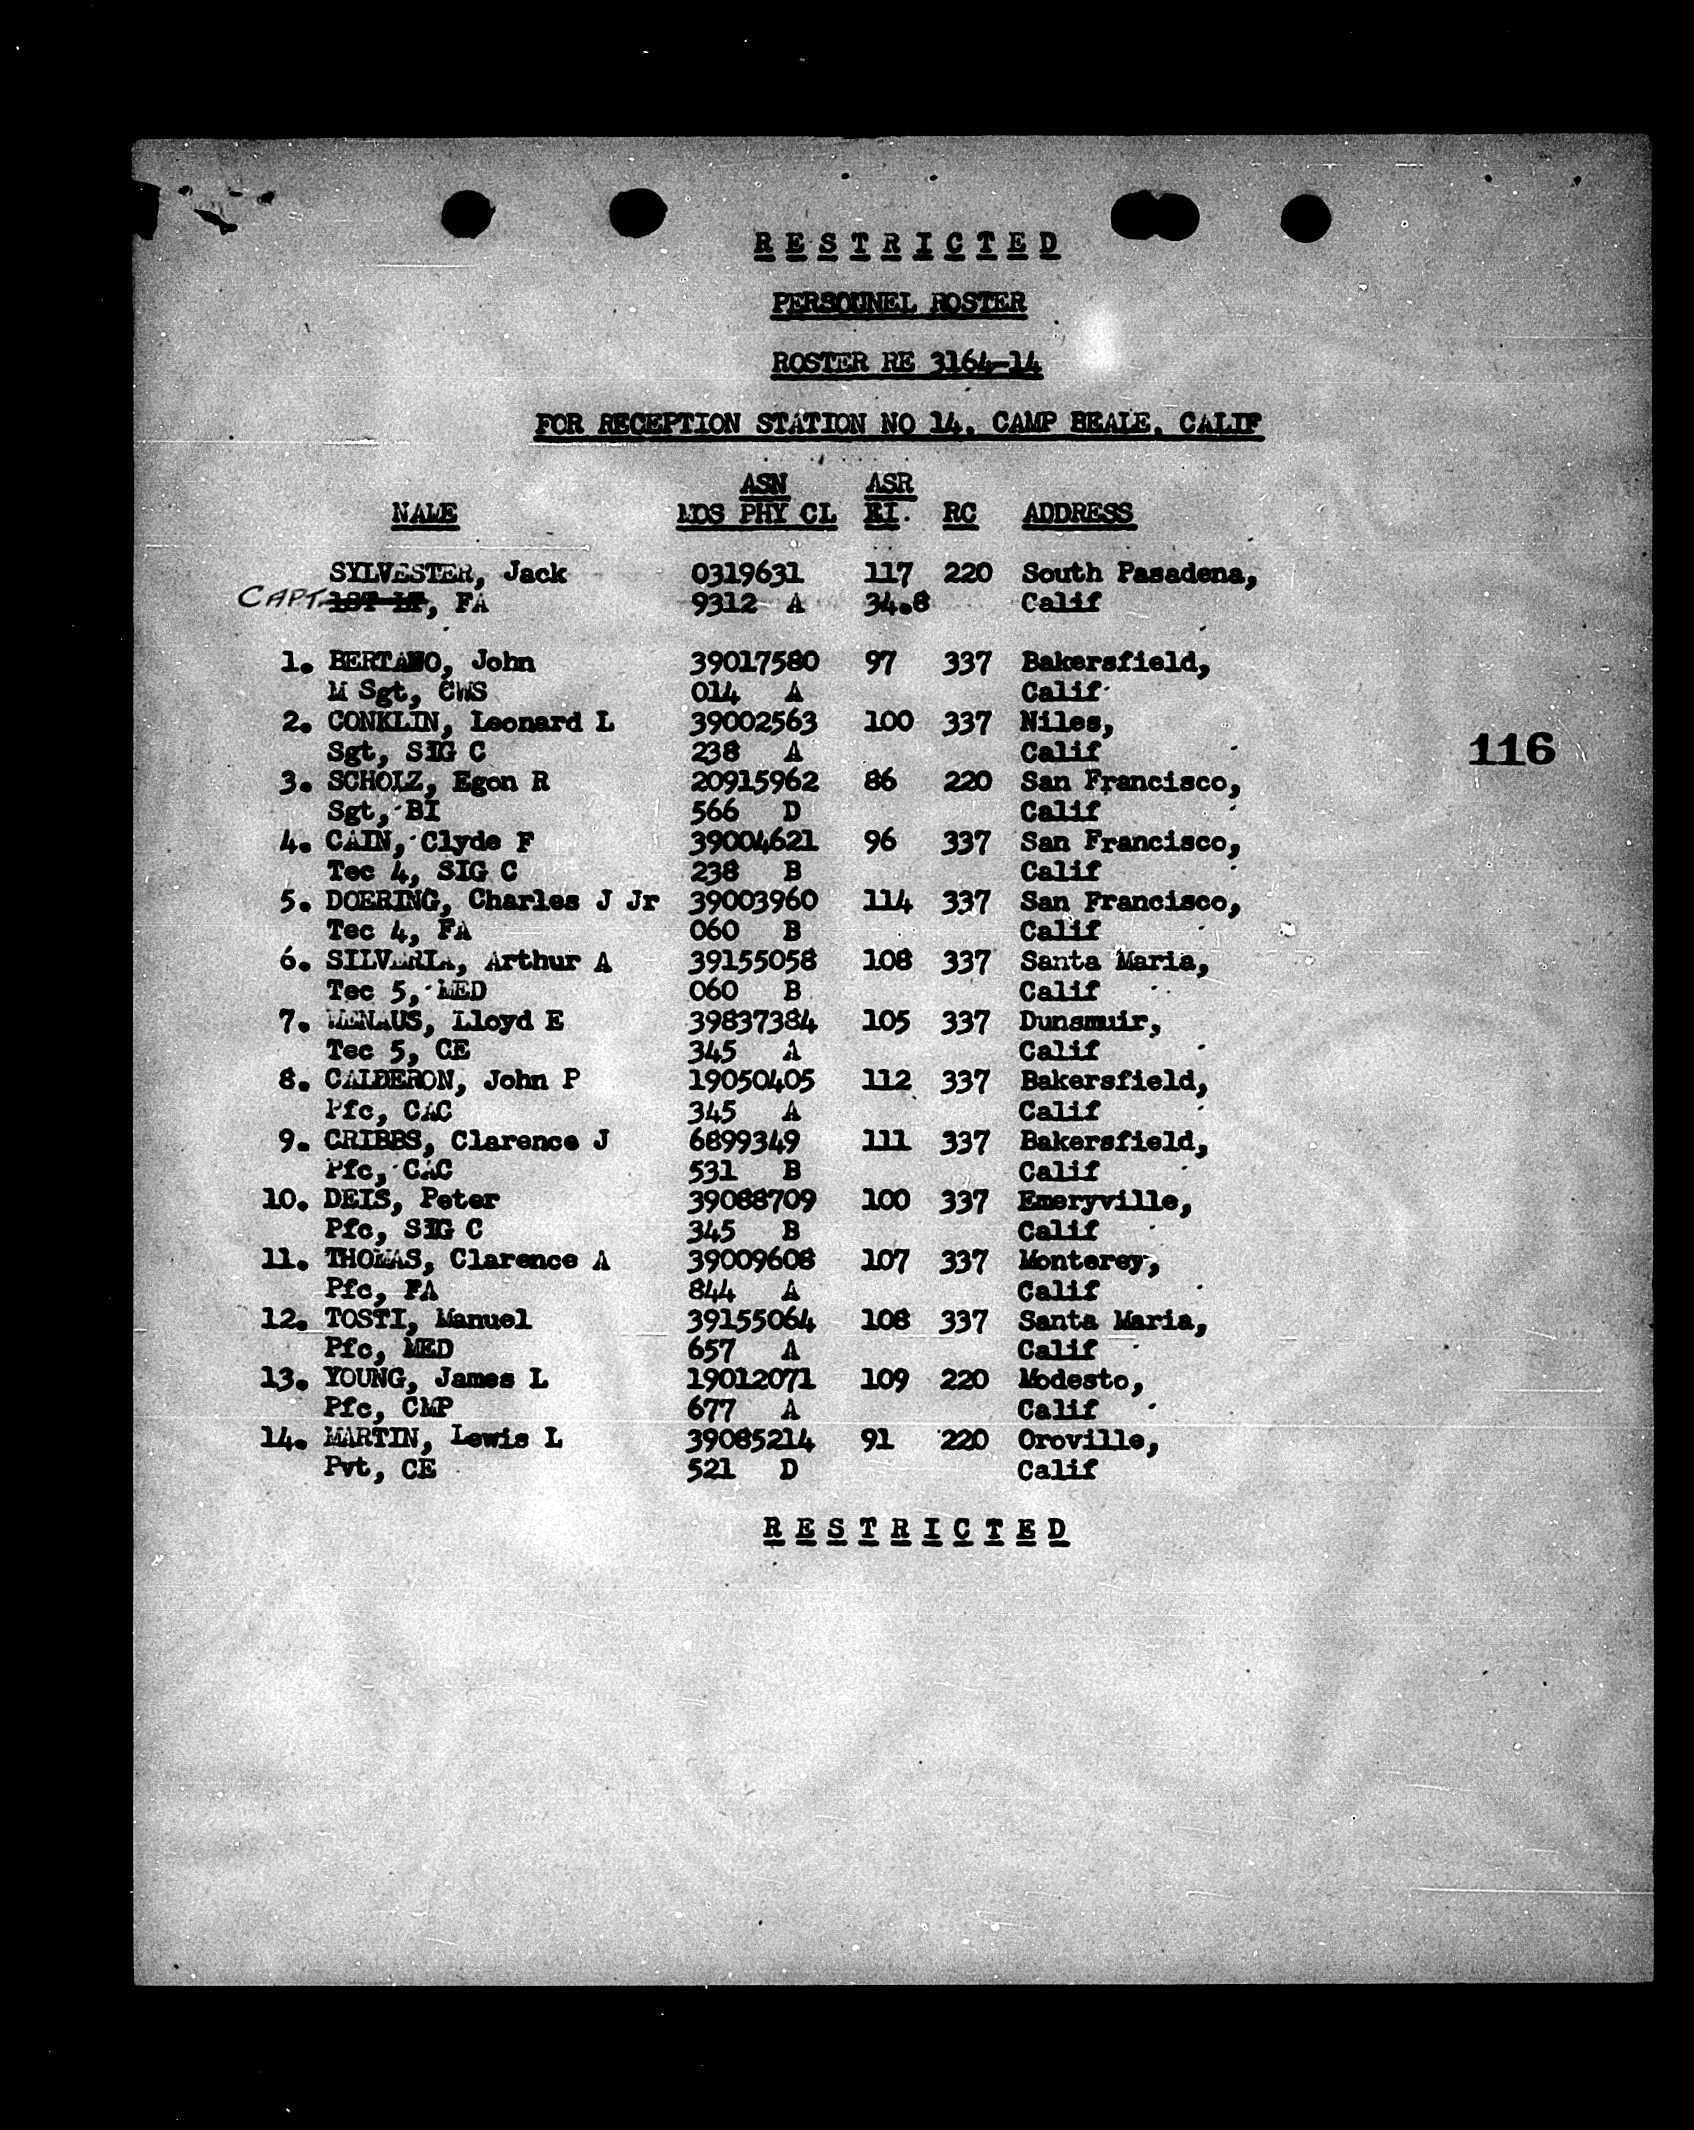 R E S T R I C T E D
PERSONNEL ROSTER
ROSTER RE 3164-14
FOR RECEPTION STATION NO 14, CAMP BEALE, CALIF
ASN ASR
NAME MOS PHY CL EI. RC ADDRESS
SYLVESTER, Jack 0319631 117 220 South Pasadena,
CAPT. 1ST LT, FA 9312 A 34.8 Calif
1. BERTANO, John 39017580 97 337 Bakersfield,
M Sgt, CWS 014 A Calif
2. CONKLIN, Leonard L 39002563 100 337 Niles,
Sgt, SIG C 238 A Calif
3. SCHOLZ, Egon R 20915962 86 220 San Francisco,
Sgt, BI 566 D Calif
4. CAIN, Clyde F 39004621 96 337 San Francisco,
Tec 4, SIG C 238 B Calif
5. DOERING, Charles J Jr 39003960 114 337 San Francisco,
Tec 4, FA 060 B Calif
6. SILVERIA, Arthur A 39155058 108 337 Santa Maria,
Tec 5, MED 060 B Calif
7. MENAUS, Lloyd E 39837384 105 337 Dunsmuir,
Tec 5, CE 345 A Calif
8. CALDERON, John P 19050405 112 337 Bakersfield,
Pfc, CAC 345 A Calif
9. CRIBBS, Clarence J 6899349 111 337 Bakersfield,
Pfc, CAC 531 B Calif
10. DEIS, Peter 39088709 100 337 Emeryville,
Pfc, SIG C 345 B Calif
11. THOMAS, Clarence A 39009608 107 337 Monterey,
Pfc, FA 844 A Calif
12. TOSTI, Manuel 39155064 108 337 Santa Maria,
Pfc, MED 657 A Calif
13. YOUNG, James L 19012071 109 220 Modesto,
Pfc, CMP 677 A Calif
14. MARTIN, Lewis L 39085214 91 220 Oroville,
Pvt, CE 521 D Calif
R E S T R I C T E D
116